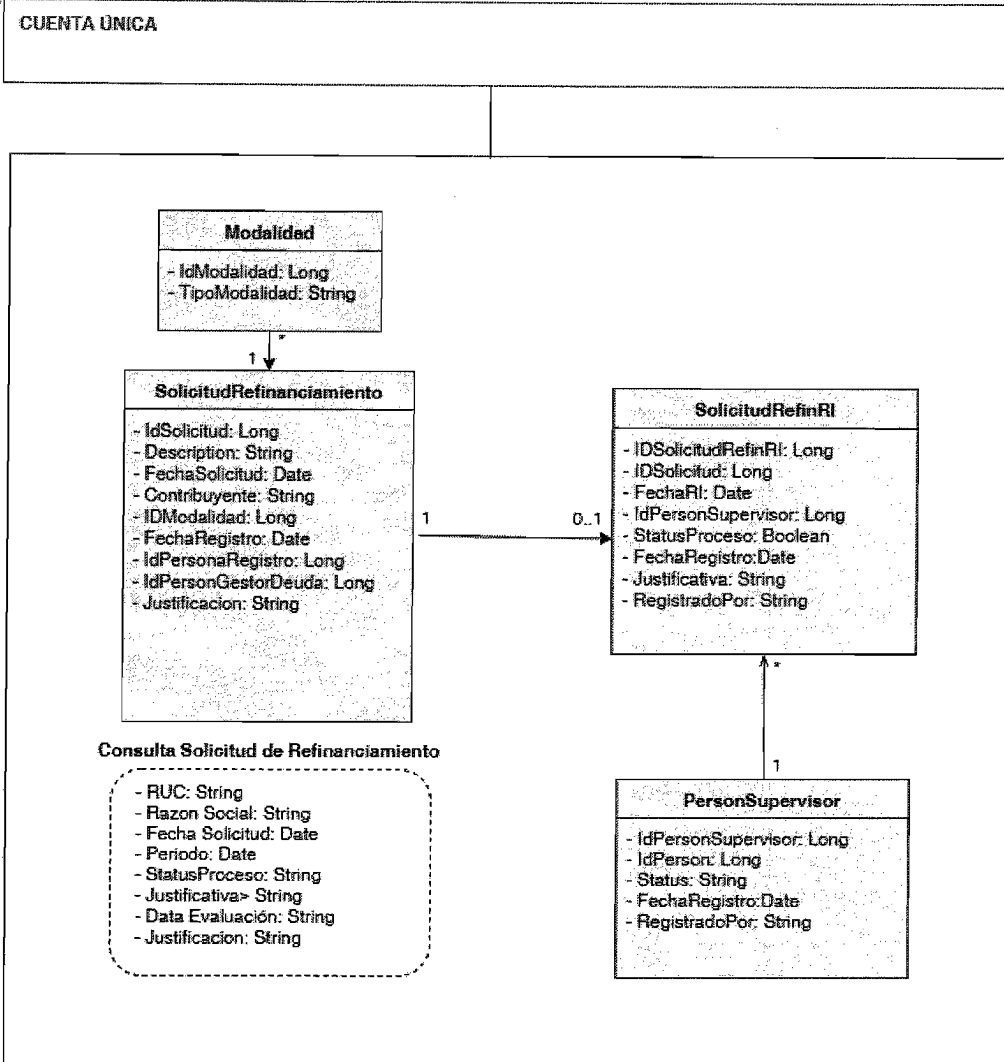 CUENTA ÚNICA
Modalidad
- IdModalidad: Long
- TipoModalidad: String
*
1
SolicitudRefinanciamiento
- IdSolicitud: Long
- Description: String
- FechaSolicitud: Date
- Contribuyente: String
- IDModalidad: Long
- FechaRegistro: Date
- IdPersonaRegistro: Long
- IdPersonGestorDeuda: Long
- Justificacion: String
1
0..1
SolicitudRefinRI
- IDSolicitudRefinRI: Long
- IDSolicitud: Long
- FechaRI: Date
- IdPersonSupervisor: Long
- StatusProceso: Boolean
- FechaRegistro:Date
- Justificativa: String
- RegistradoPor: String
*
1
Consulta Solicitud de Refinanciamiento
- RUC: String
- Razon Social: String
- Fecha Solicitud: Date
- Periodo: Date
- StatusProceso: String
- Justificativa> String
- Data Evaluación: String
- Justificacion: String
PersonSupervisor
- IdPersonSupervisor: Long
- IdPerson: Long
- Status: String
- FechaRegistro:Date
- RegistradoPor: String